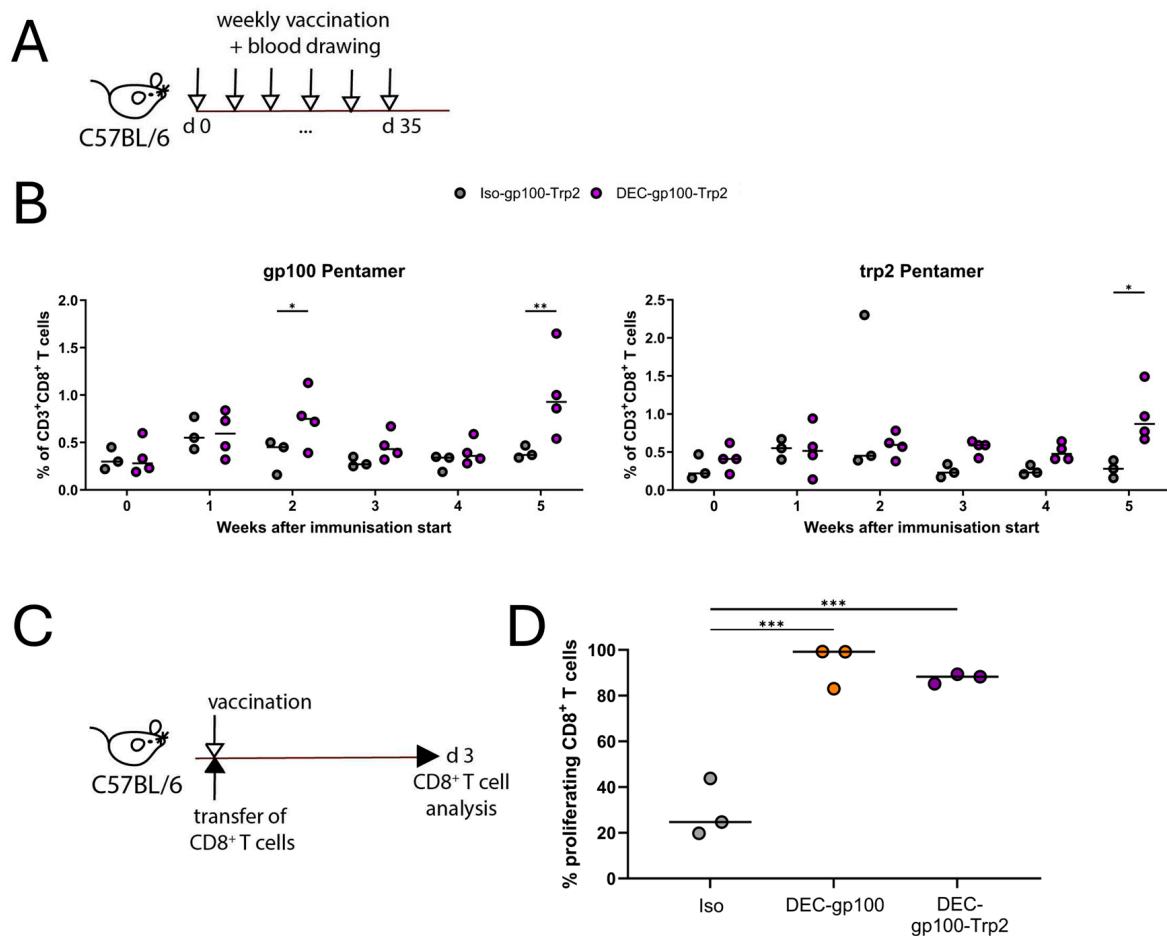 A
weekly vaccination
+ blood drawing
C57BL/6
d 0
...
d 35
B
Iso-gp100-Trp2
DEC-gp100-Trp2
gp100 Pentamer
% of CD3⁺CD8⁺ T cells
2.0
1.5
1.0
0.5
0.0
*
**
0 1 2 3 4 5
Weeks after immunisation start
trp2 Pentamer
% of CD3⁺CD8⁺ T cells
2.5
2.0
1.5
1.0
0.5
0.0
*
0 1 2 3 4 5
Weeks after immunisation start
C
vaccination
C57BL/6
d 3
CD8⁺ T cell
analysis
transfer of
CD8⁺ T cells
D
% proliferating CD8⁺ T cells
***
***
100
80
60
40
20
0
Iso
DEC-gp100
DEC-
gp100-Trp2